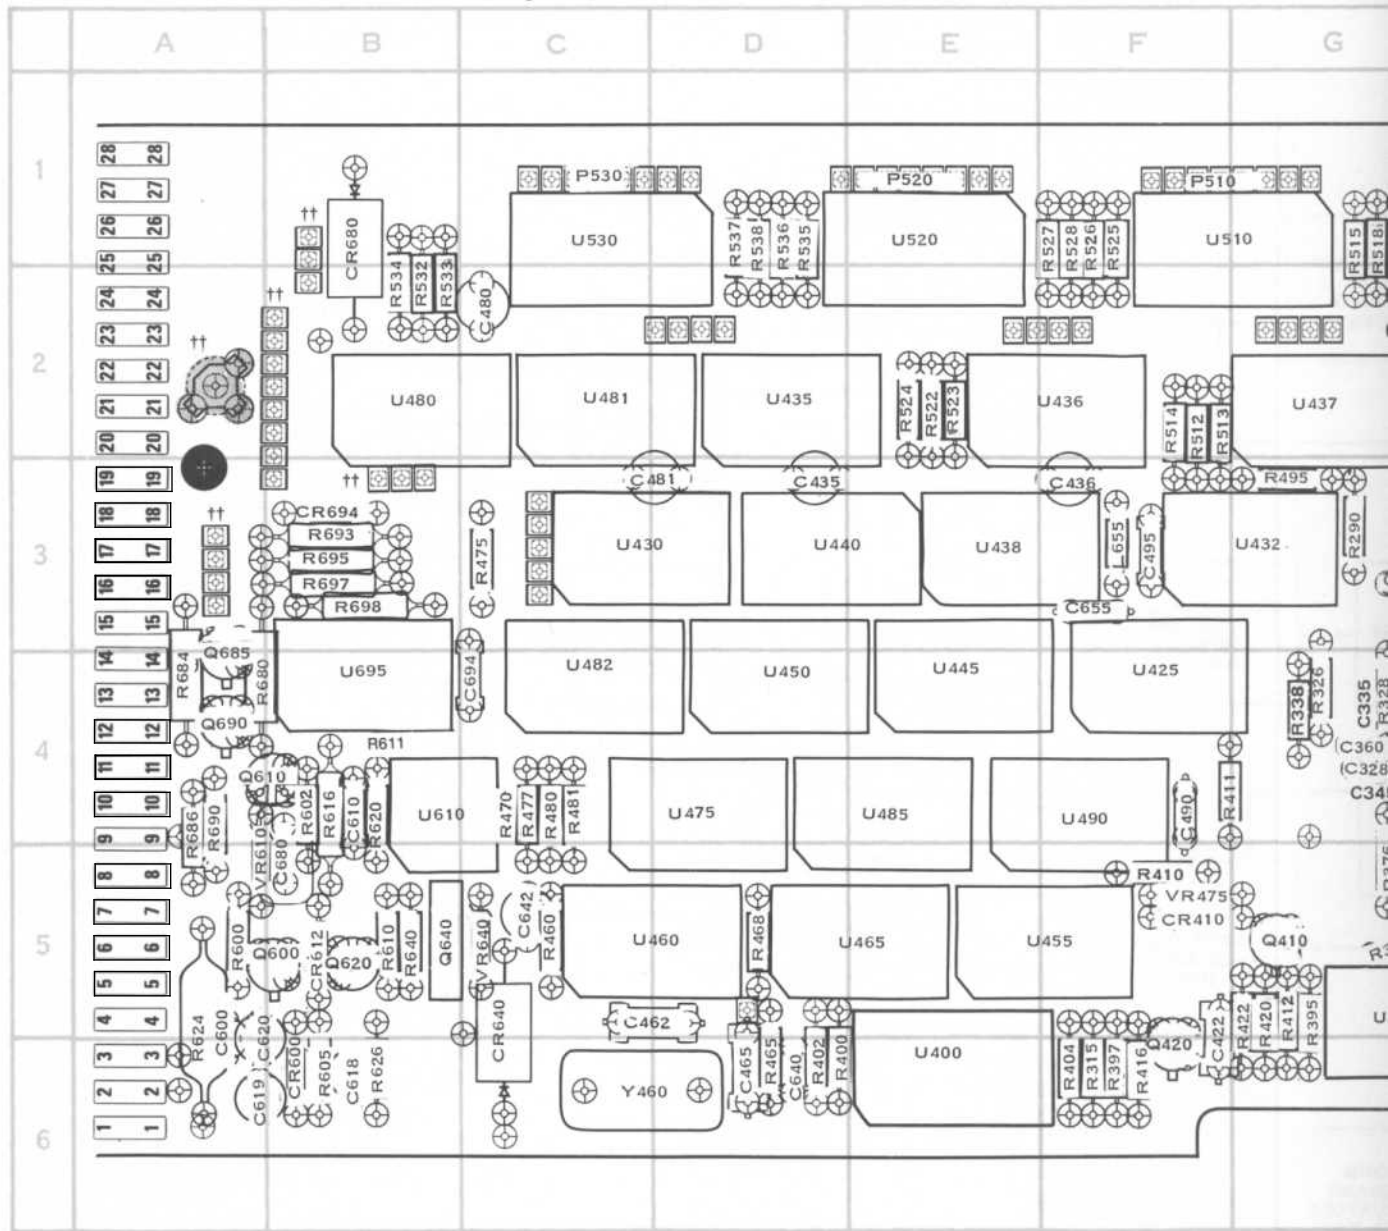 A B C D E F G
1
28 28
27 27
26 26
25 25
24 24
23 23
22 22
21 21
20 20
19 19
18 18
17 17
16 16
15 15
14 14
13 13
12 12
11 11
10 10
9 9
8 8
7 7
6 6
5 5
4 4
3 3
2 2
1 1
P530 P520 P510
††
CR680
R534 R532 R533
C480
U530
R537 R538 R536 R535
U520
R527 R528 R526 R525
U510
R515 R518
††
2
††
U480 U481 U435
R524 R522 R523
U436
R514 R512 R513
U437
††
C481 C435 C436 R495
††
3
CR694
R693
R695
R697
R698
R475
U430 U440 U438
L655 C495
U432
R290
C655
R684
Q685
R680
Q690
U695
C694
U482 U450 U445 U425
R338 R326
C335 R328
4
R611
(C360
(C328
Q610
R686 R690
VR610
C680
R602 R616 C610 R620
U610
R470 R477 R480 R481
U475 U485 U490
C490
R411
R410
VR475
CR410
5
R600
Q600
CR612
Q620
R610 R640
Q640
VR640
C642
R460
U460
R468
U465 U455
Q410
R624 C600
C620
C619
CR600 R605 C618 R626
CR640
C462
Y460
C465 R465 C640 R402 R400
U400
R404 R315 R397 R416
Q420
C422
R422 R420 R412 R395
U
6